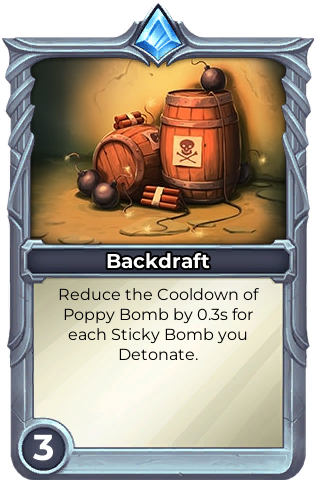 Backdraft
Reduce the Cooldown of
Poppy Bomb by 0.3s for
each Sticky Bomb you
Detonate.
3